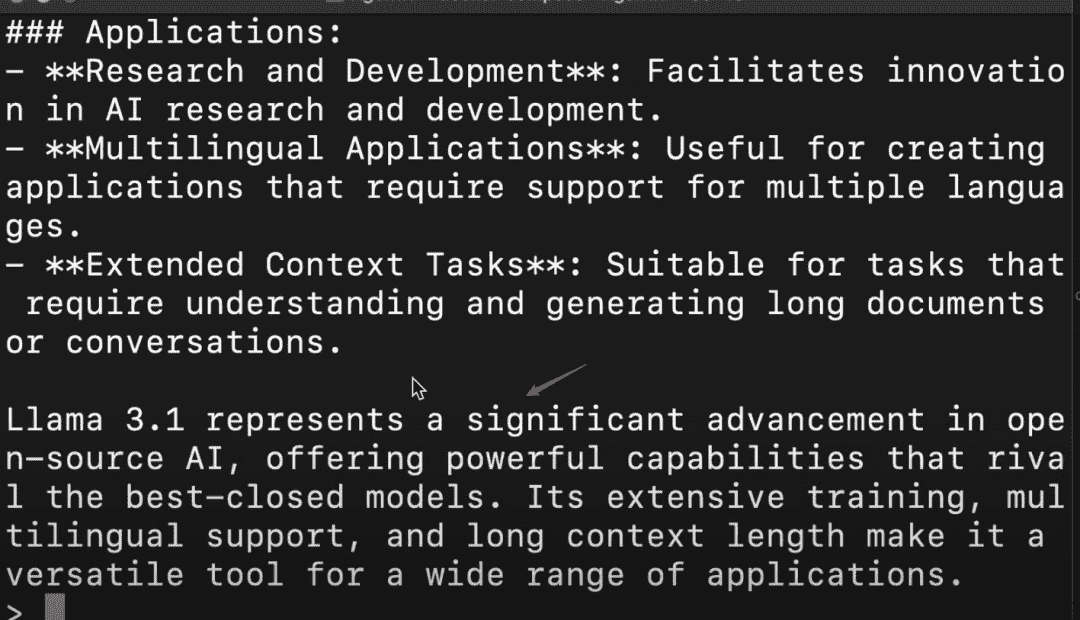 ### Applications:
– **Research and Development**: Facilitates innovatio
n in AI research and development.
– **Multilingual Applications**: Useful for creating
applications that require support for multiple langua
ges.
– **Extended Context Tasks**: Suitable for tasks that
 require understanding and generating long documents
or conversations.
Llama 3.1 represents a significant advancement in ope
n–source AI, offering powerful capabilities that riva
l the best–closed models. Its extensive training, mul
tilingual support, and long context length make it a
versatile tool for a wide range of applications.
>